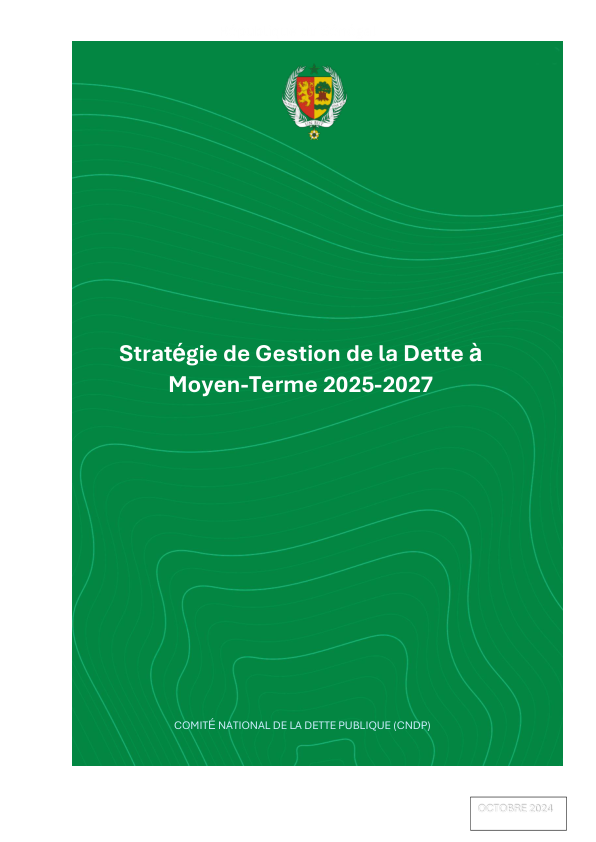 Stratégie de Gestion de la Dette à
Moyen-Terme 2025-2027
COMITÉ NATIONAL DE LA DETTE PUBLIQUE (CNDP)
OCTOBRE 2024